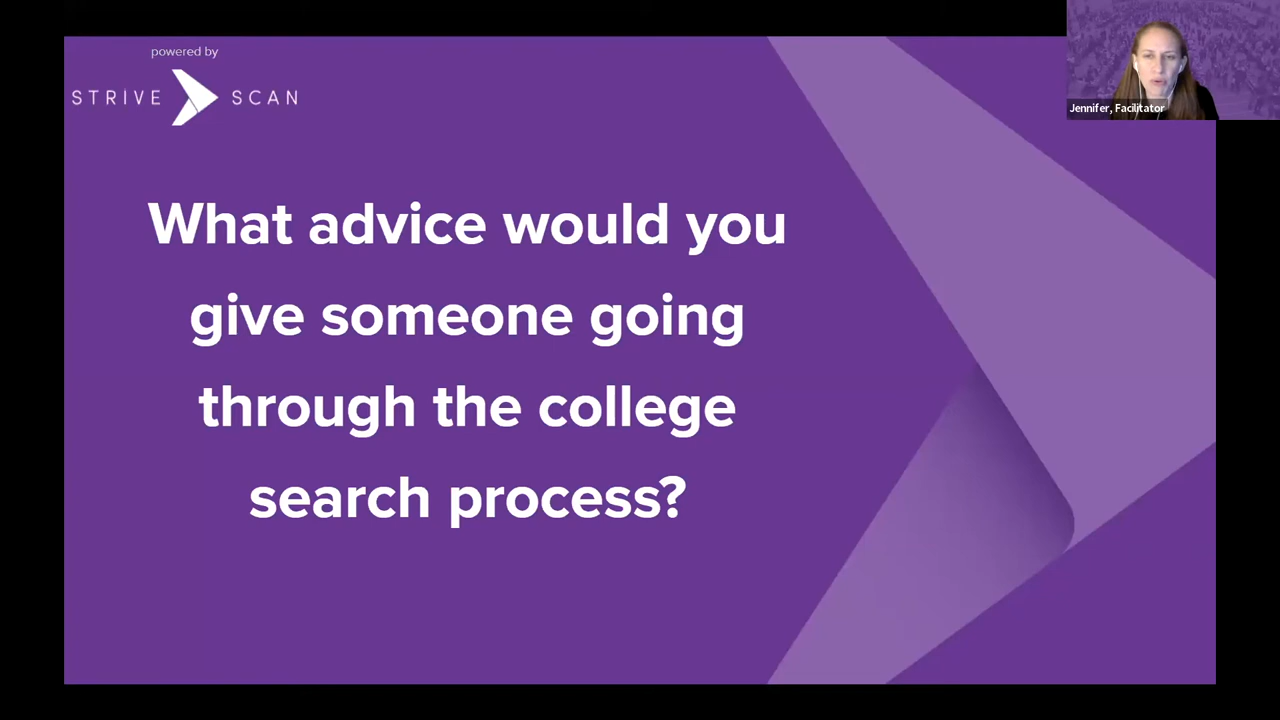 powered by
STRIVE SCAN
Jennifer, Facilitator
What advice would you
give someone going
through the college
search process?